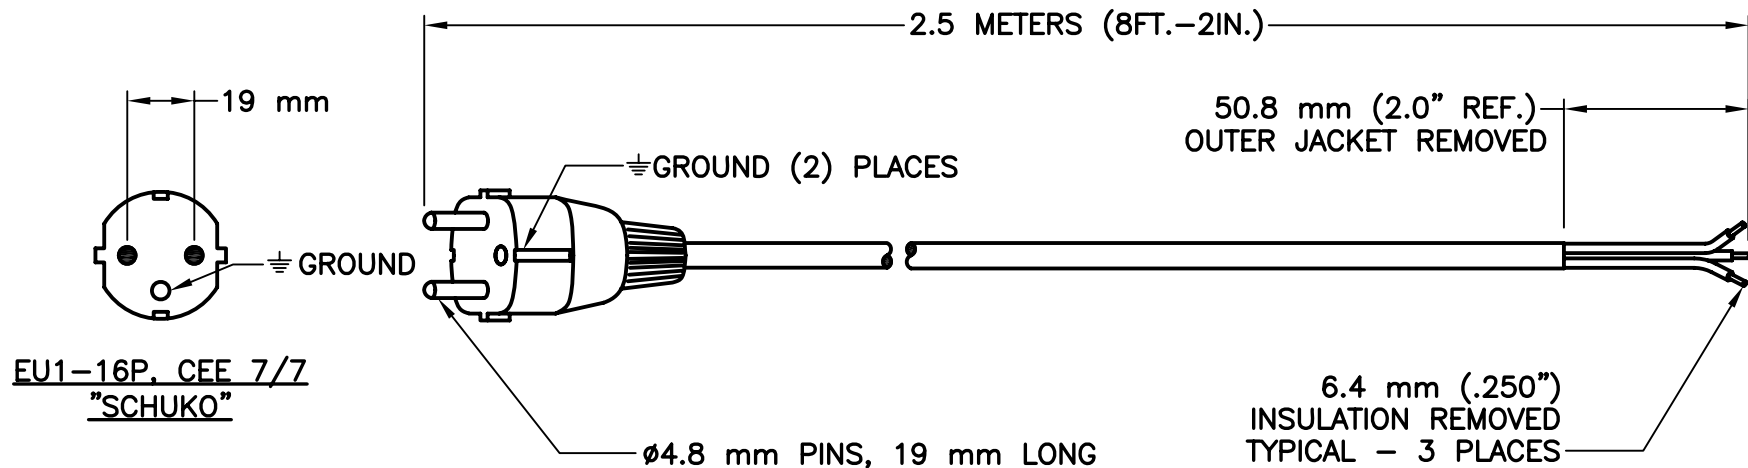 2.5 METERS (8FT.-2IN.)
19 mm
50.8 mm (2.0" REF.)
OUTER JACKET REMOVED
⏚GROUND (2) PLACES
⏚ GROUND
EU1-16P, CEE 7/7
"SCHUKO"
6.4 mm (.250")
INSULATION REMOVED
TYPICAL - 3 PLACES
ø4.8 mm PINS, 19 mm LONG